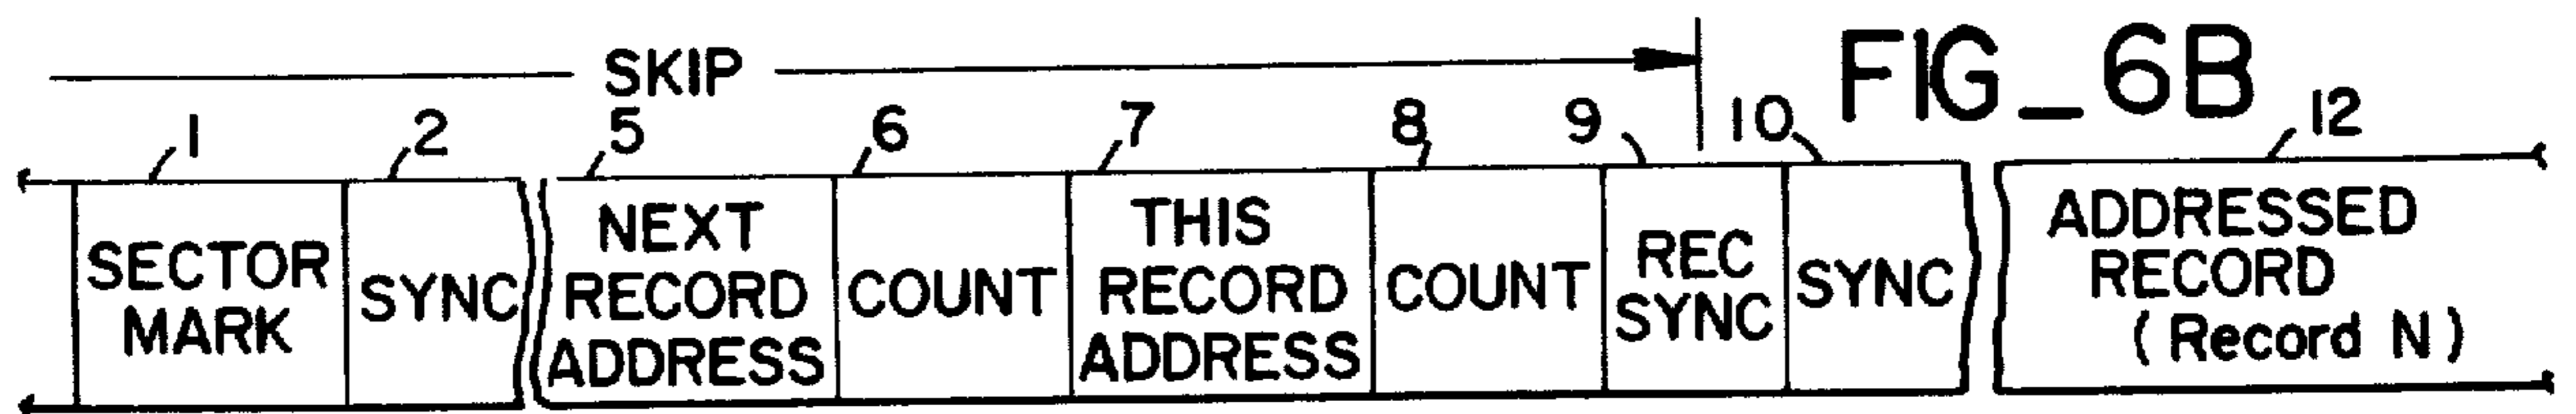 SKIP
FIG_6B
1 2 5 6 7 8 9 10 12
SECTOR
MARK
SYNC
NEXT
RECORD
ADDRESS
COUNT
THIS
RECORD
ADDRESS
COUNT
REC
SYNC
SYNC
ADDRESSED
RECORD
(Record N)